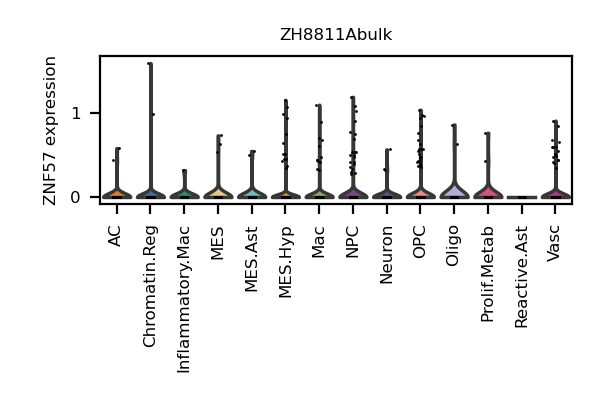 ZH8811Abulk
ZNF57 expression
1
0
AC
Chromatin.Reg
Inflammatory.Mac
MES
MES.Ast
MES.Hyp
Mac
NPC
Neuron
OPC
Oligo
Prolif.Metab
Reactive.Ast
Vasc